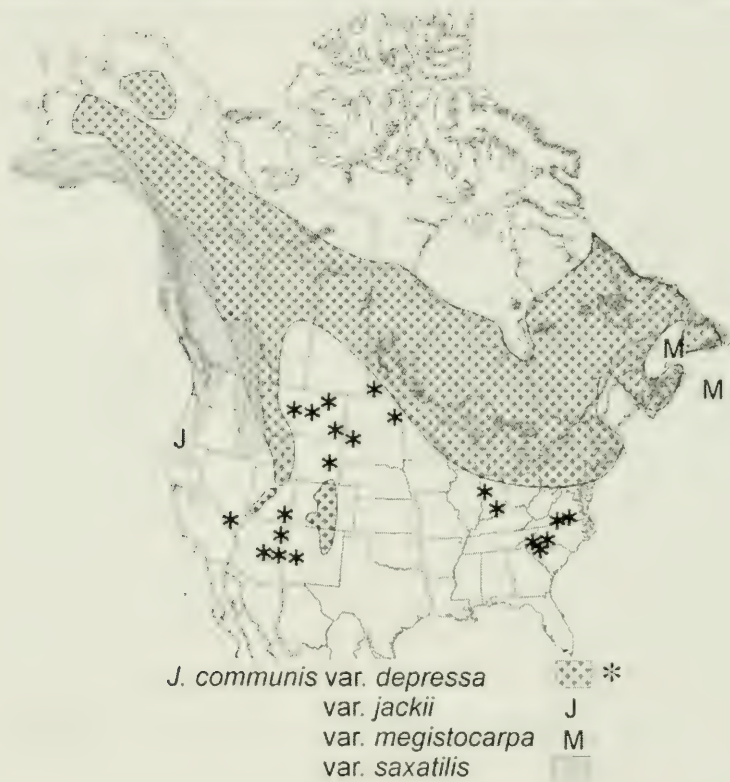 M
M
J
J. communis var. depressa *
var. jackii J
var. megistocarpa M
var. saxatilis